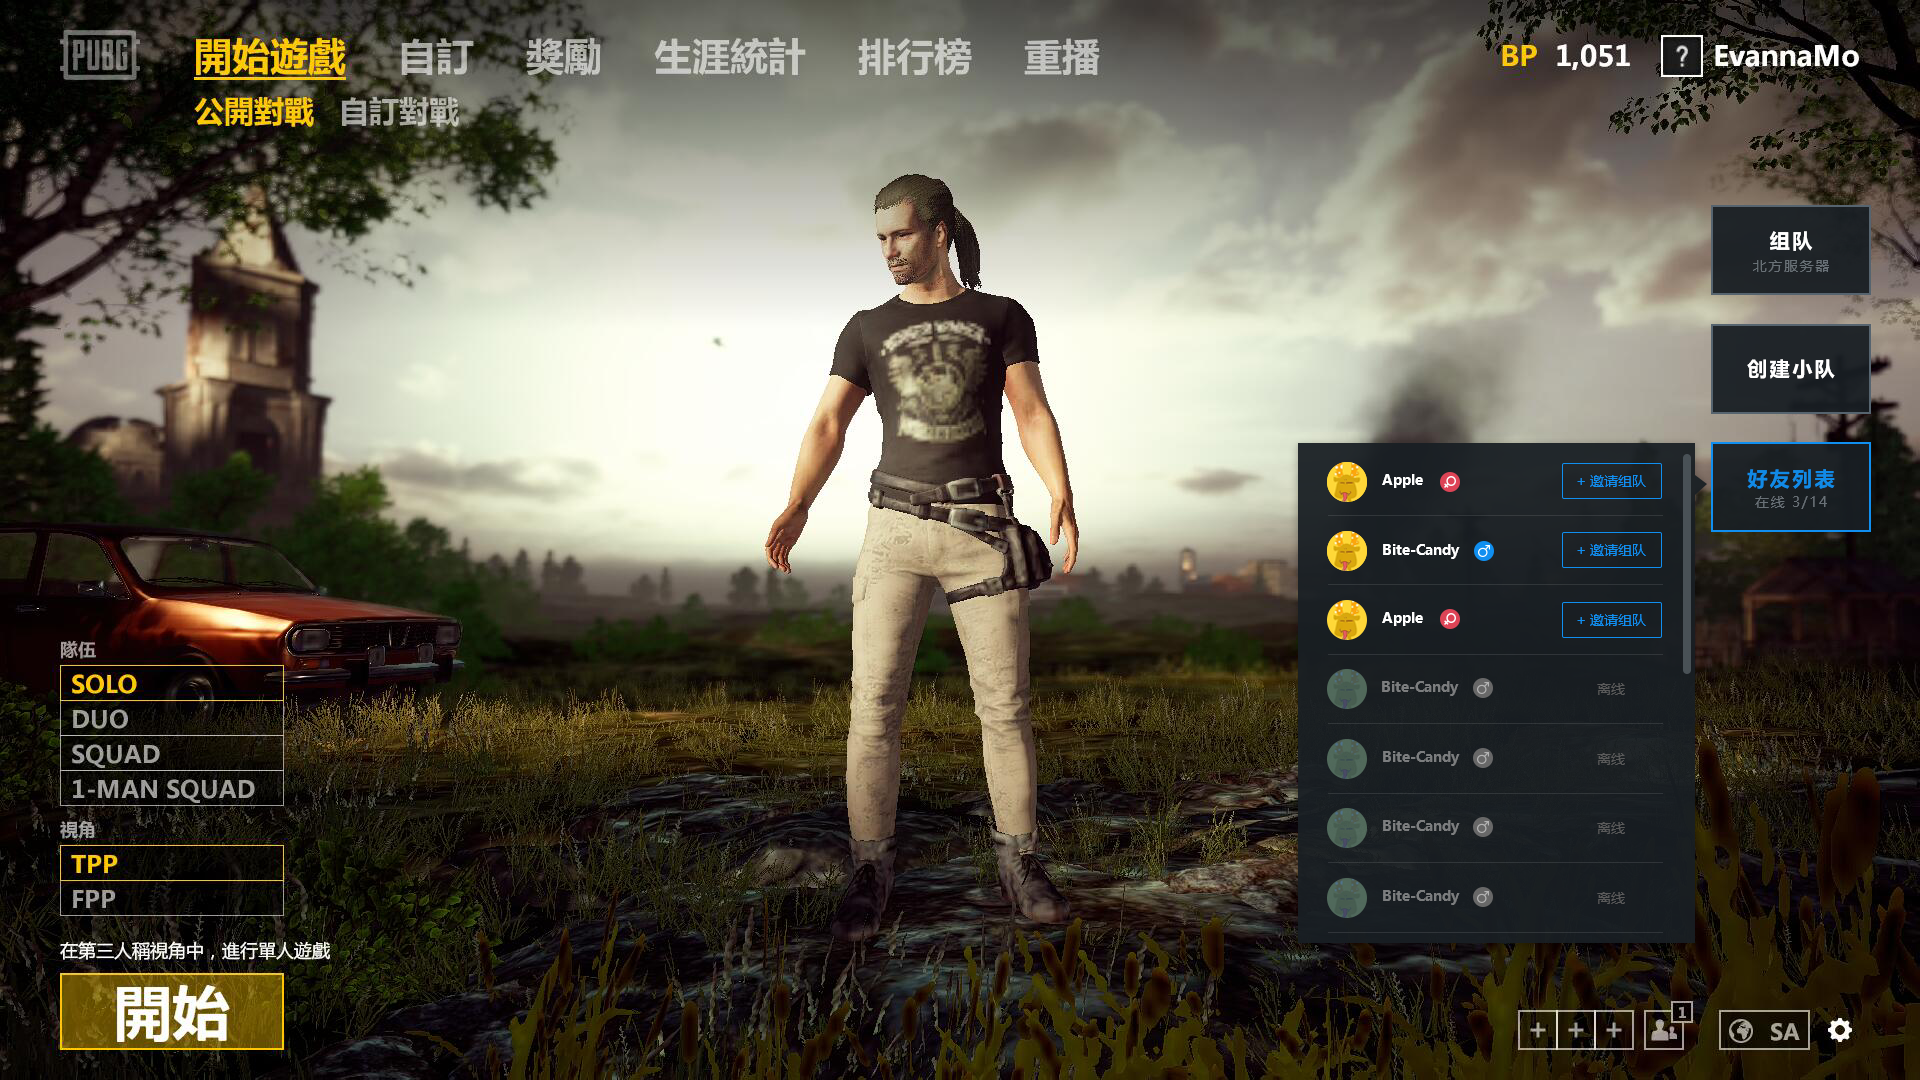 PUBG
開始遊戲 自訂 獎勵 生涯統計 排行榜 重播
BP 1,051 ? EvannaMo
公開對戰 自訂對戰
组队
北方服务器
创建小队
好友列表
在线 3/14
Apple + 邀请组队
Bite-Candy + 邀请组队
Apple + 邀请组队
Bite-Candy 离线
Bite-Candy 离线
Bite-Candy 离线
Bite-Candy 离线
隊伍
SOLO
DUO
SQUAD
1-MAN SQUAD
視角
TPP
FPP
在第三人稱視角中，進行單人遊戲
開始
+ + + 1 SA